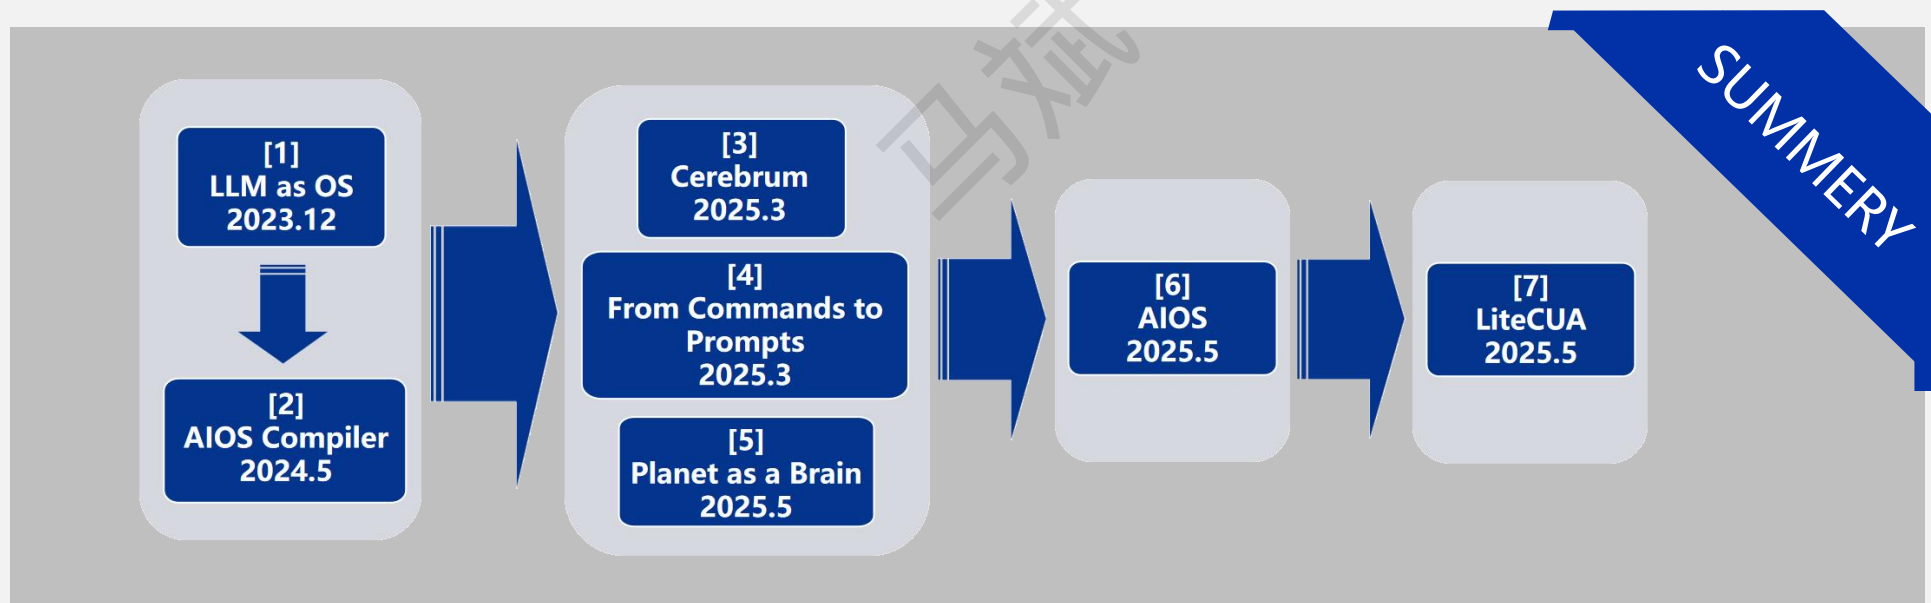 [1]
LLM as OS
2023.12
[2]
AIOS Compiler
2024.5
[3]
Cerebrum
2025.3
[4]
From Commands to
Prompts
2025.3
[5]
Planet as a Brain
2025.5
[6]
AIOS
2025.5
[7]
LiteCUA
2025.5
SUMMERY
马斌